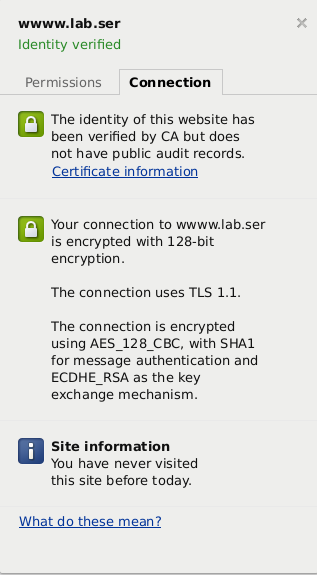 wwww.lab.ser
Identity verified
Permissions
Connection
The identity of this website has
been verified by CA but does
not have public audit records.
Certificate information
Your connection to wwww.lab.ser
is encrypted with 128-bit
encryption.
The connection uses TLS 1.1.
The connection is encrypted
using AES_128_CBC, with SHA1
for message authentication and
ECDHE_RSA as the key
exchange mechanism.
Site information
You have never visited
this site before today.
What do these mean?